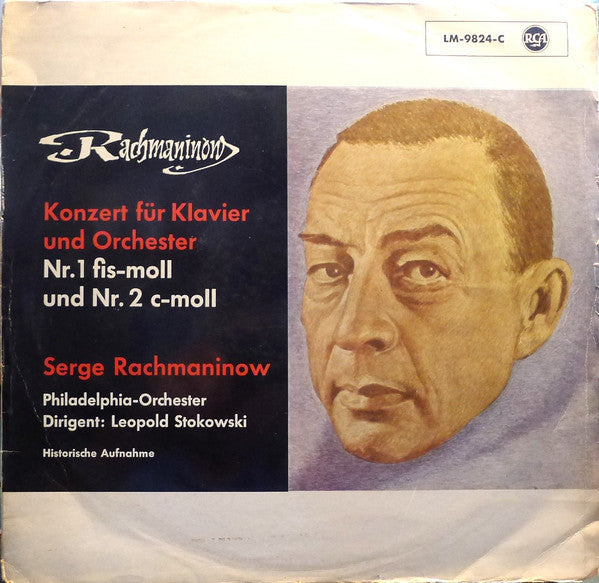 LM-9824-C RCA
Rachmaninow
Konzert für Klavier
und Orchester
Nr. 1 fis-moll
und Nr. 2 c-moll
Serge Rachmaninow
Philadelphia-Orchester
Dirigent: Leopold Stokowski
Historische Aufnahme